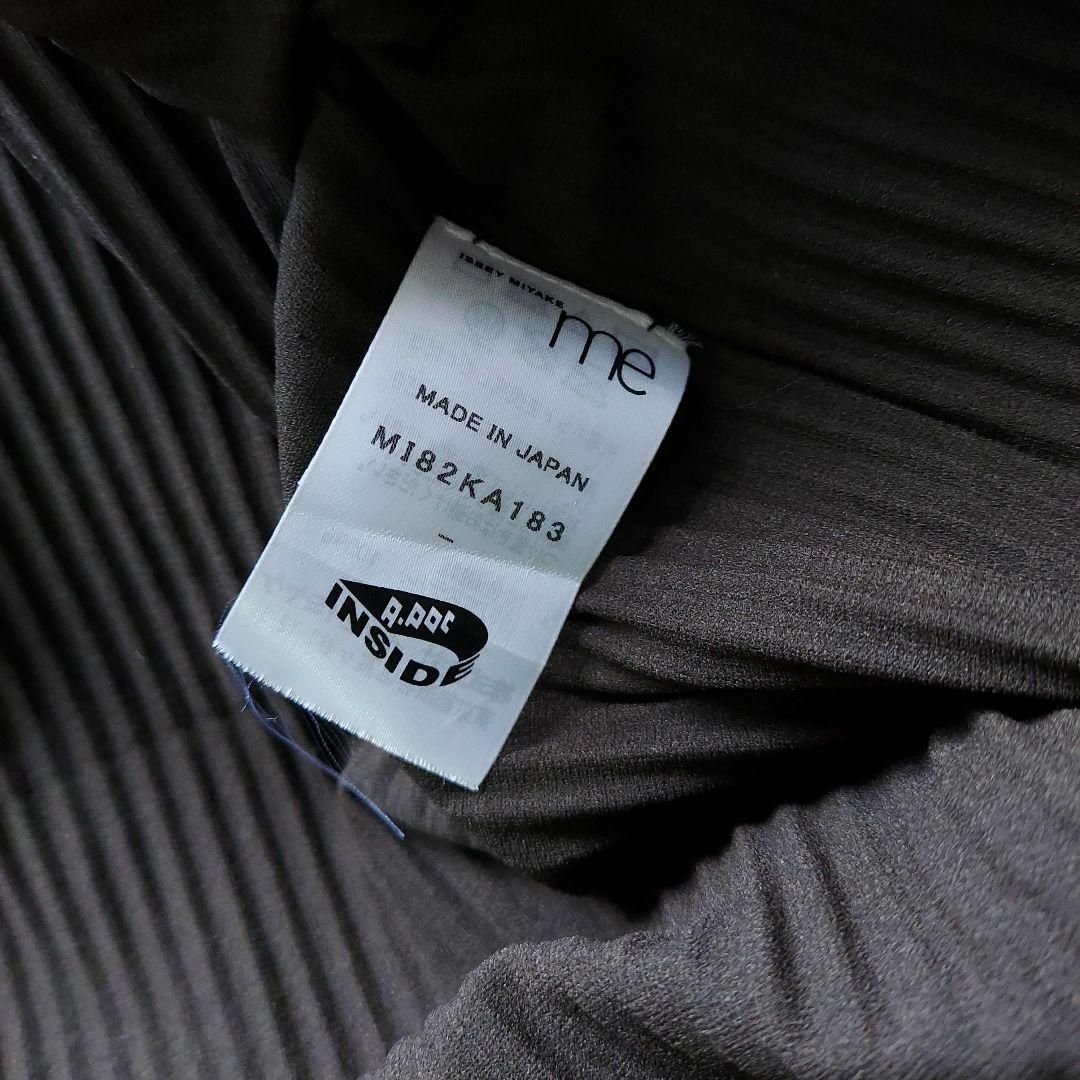 ISSEY MIYAKE
me
MADE IN JAPAN
MI82KA183
A.POC
INSIDE